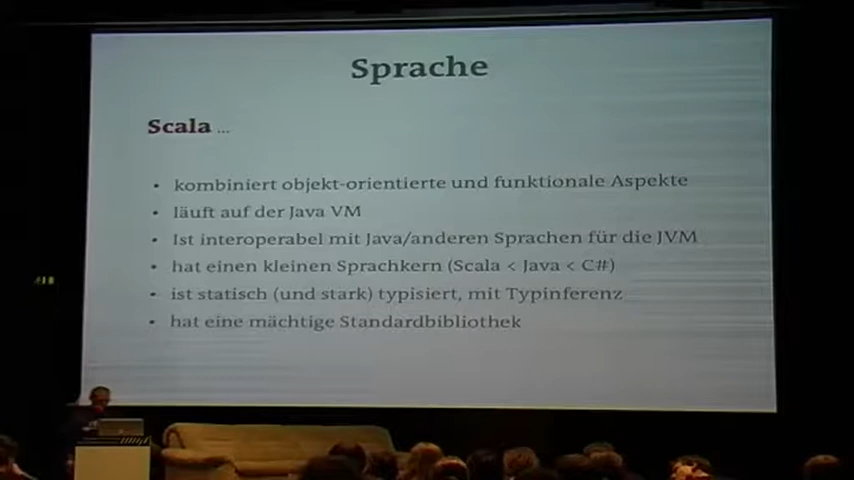 Sprache
Scala ...
• kombiniert objekt-orientierte und funktionale Aspekte
• läuft auf der Java VM
• Ist interoperabel mit Java/anderen Sprachen für die JVM
• hat einen kleinen Sprachkern (Scala < Java < C#)
• ist statisch (und stark) typisiert, mit Typinferenz
• hat eine mächtige Standardbibliothek